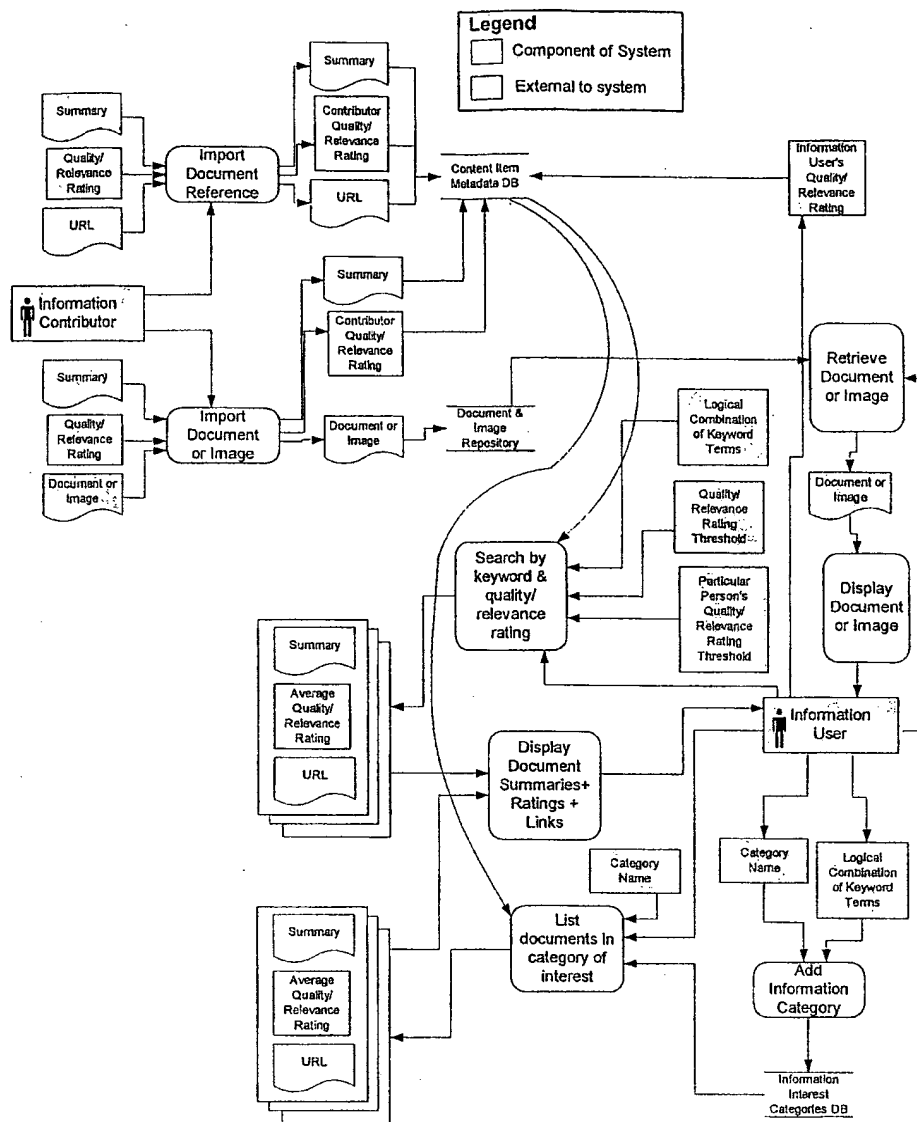 Legend
Component of System
External to system
Summary
Quality/
Relevance
Rating
URL
Import
Document
Reference
Summary
Contributor
Quality/
Relevance
Rating
URL
Content Item
Metadata DB
Information
User's
Quality/
Relevance
Rating
Information
Contributor
Summary
Quality/
Relevance
Rating
Document or
Image
Import
Document
or Image
Summary
Contributor
Quality/
Relevance
Rating
Document or
Image
Document &
Image
Repository
Retrieve
Document
or Image
Document or
Image
Display
Document
or Image
Logical
Combination
of Keyword
Terms
Quality/
Relevance
Rating
Threshold
Particular
Person's
Quality/
Relevance
Rating
Threshold
Search by
keyword &
quality/
relevance
rating
Summary
Average
Quality/
Relevance
Rating
URL
Display
Document
Summaries+
Ratings +
Links
Information
User
Category
Name
Logical
Combination
of Keyword
Terms
Category
Name
List
documents in
category of
interest
Summary
Average
Quality/
Relevance
Rating
URL
Add
Information
Category
Information
Interest
Categories DB